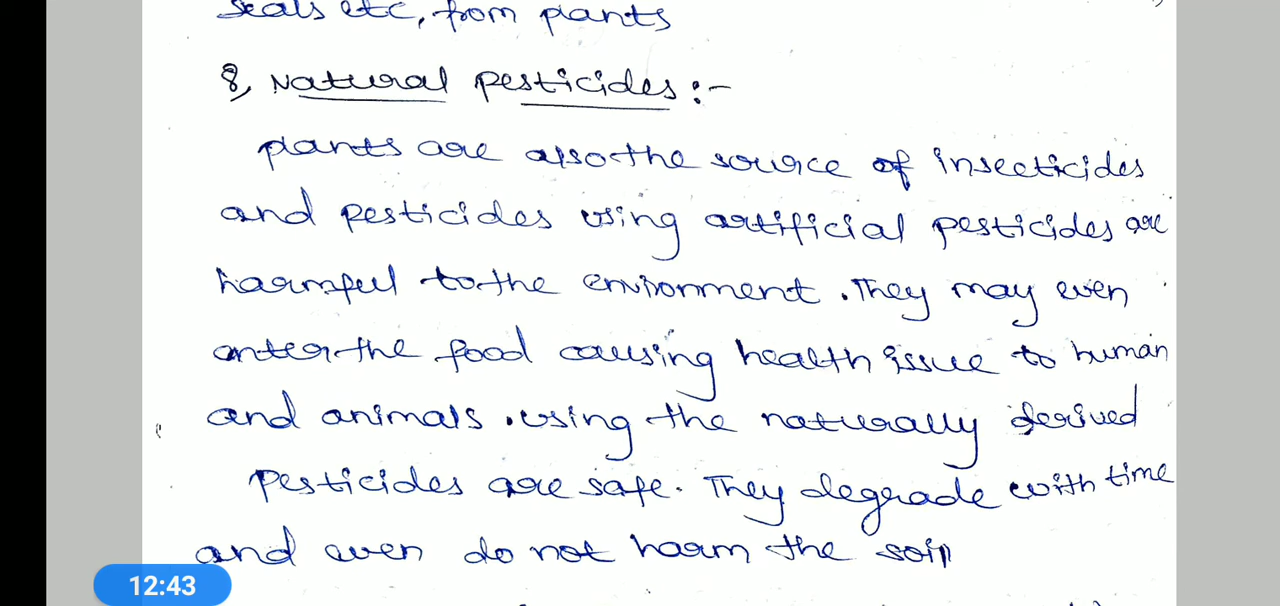 seals etc, from plants
8, Natural pesticides :-
plants are also the source of insecticides
and pesticides using artificial pesticides are
harmful to the environment. They may even
enter the food causing health issue to human
and animals. using the naturally derived
pesticides are safe. They degrade with time
and even do not harm the soil
12:43